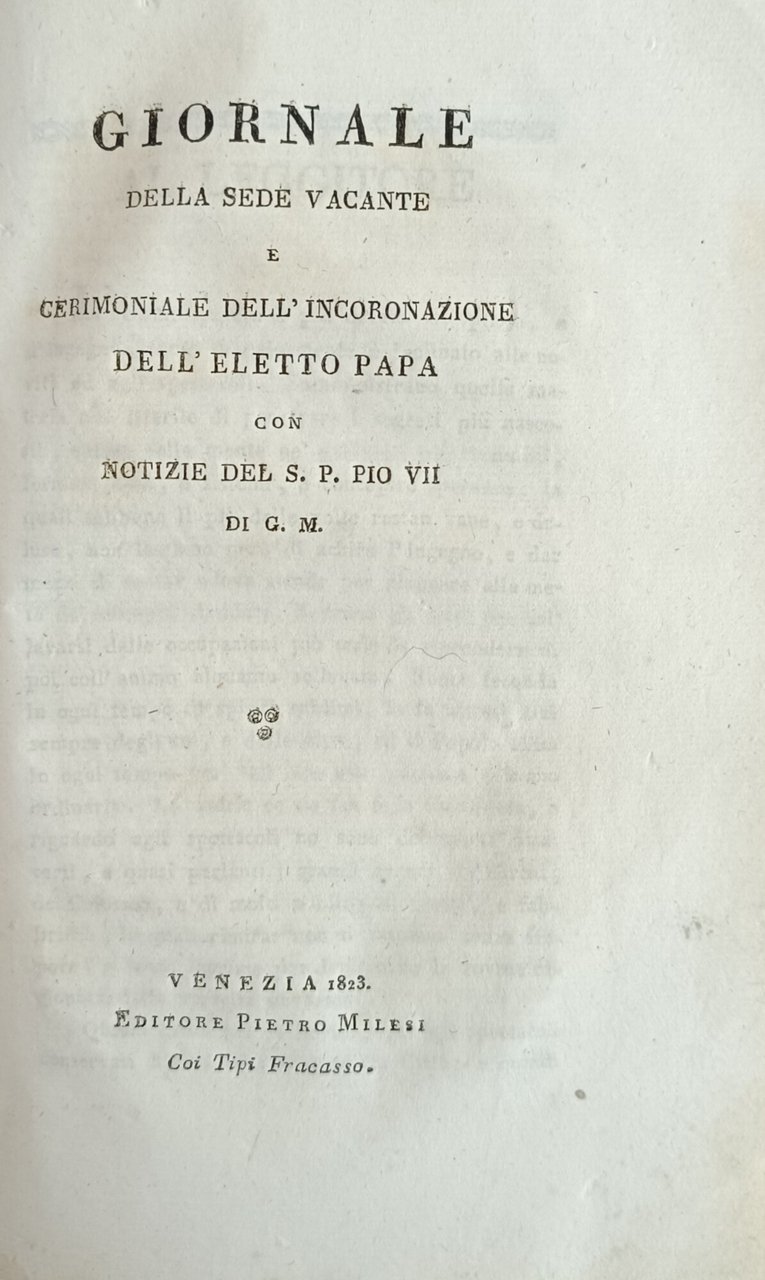 GIORNALE
DELLA SEDE VACANTE
E
CERIMONIALE DELL' INCORONAZIONE
DELL' ELETTO PAPA
CON
NOTIZIE DEL S. P. PIO VII
DI G. M.
VENEZIA 1823.
EDITORE PIETRO MILESI
Coi Tipi Fracasso.